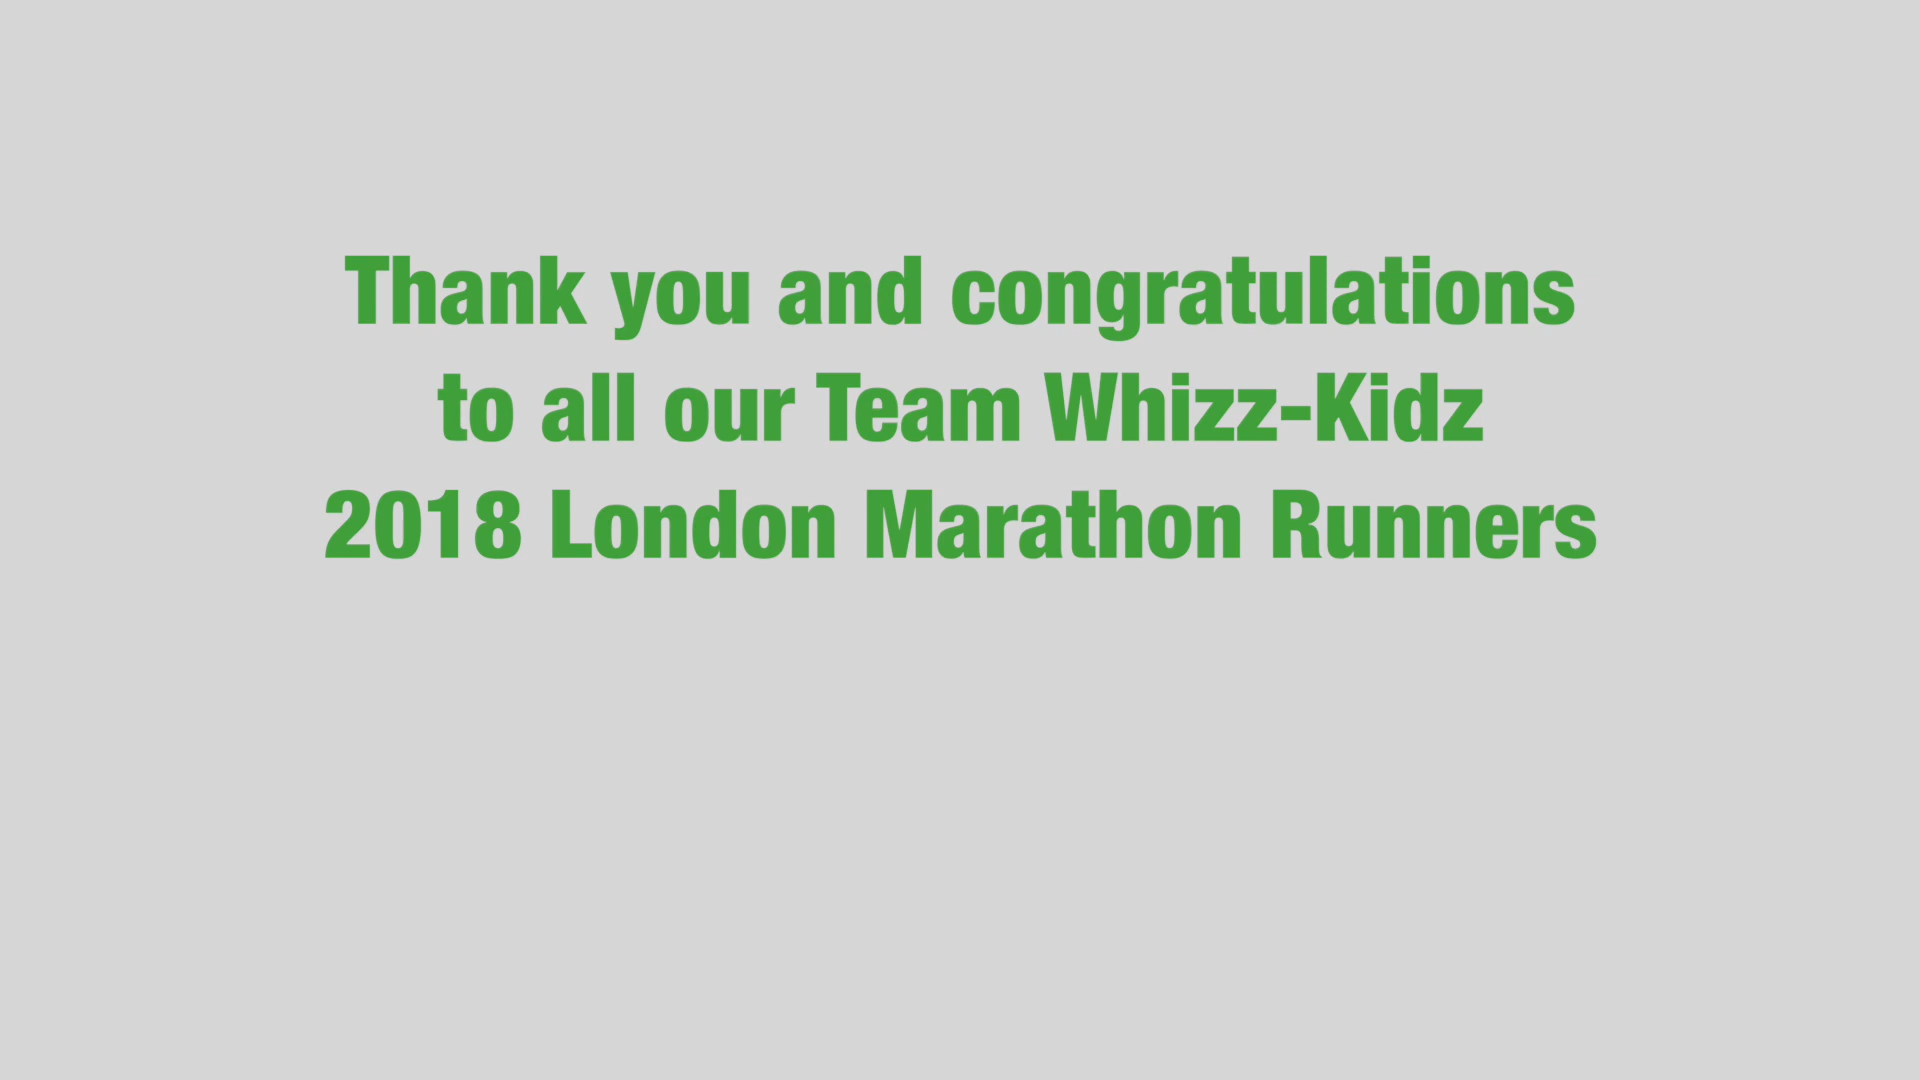 Thank you and congratulations
to all our Team Whizz-Kidz
2018 London Marathon Runners